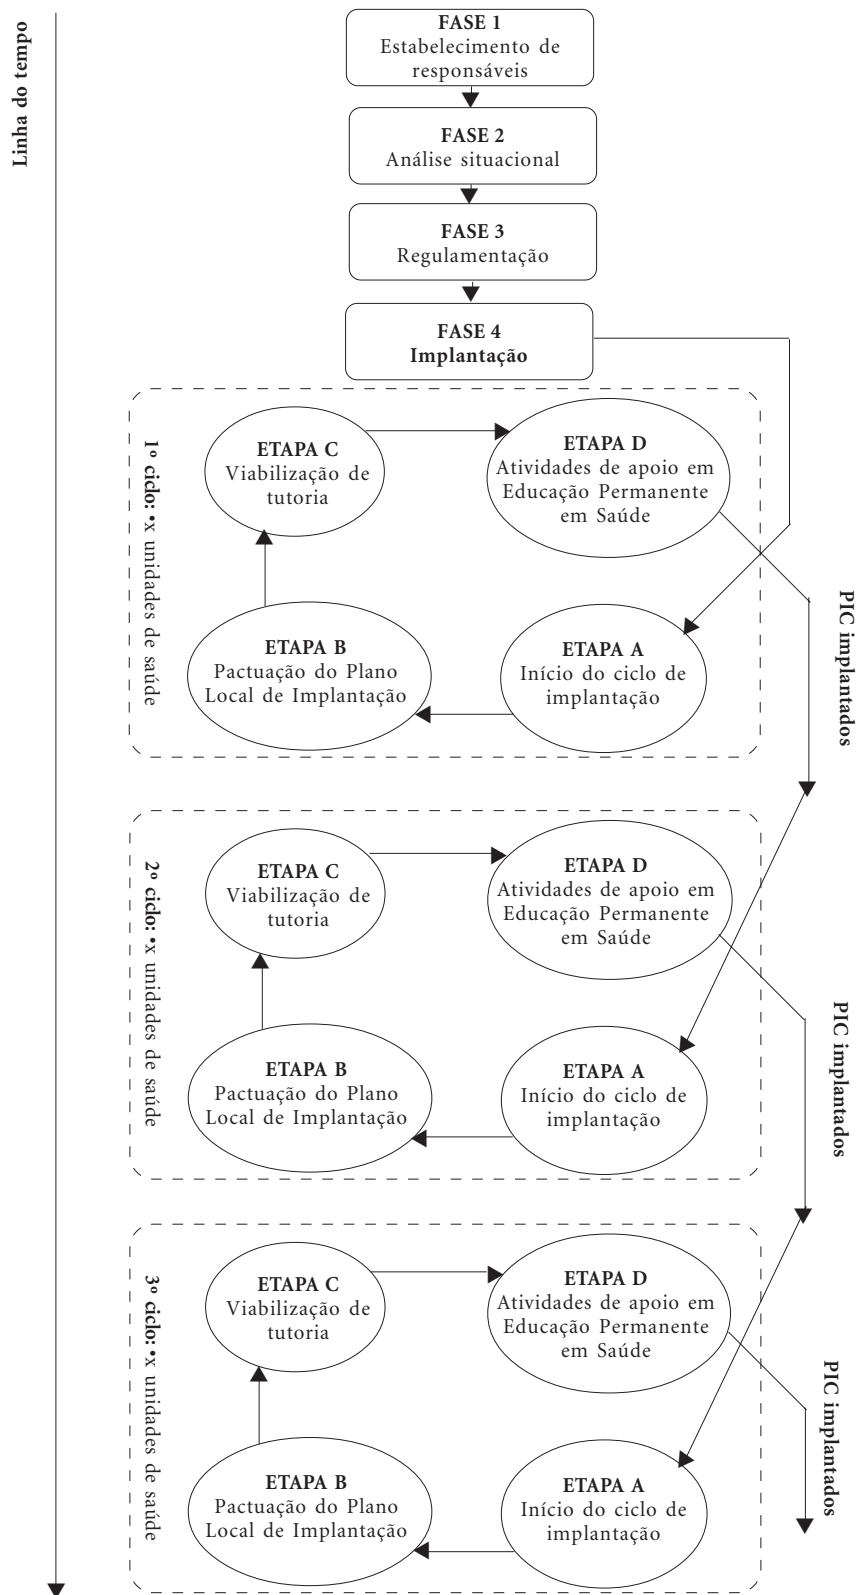 Linha do tempo
FASE 1
Estabelecimento de
responsáveis
FASE 2
Análise situacional
FASE 3
Regulamentação
FASE 4
Implantação
1º ciclo: •x unidades de saúde
ETAPA C
Viabilização de
tutoria
ETAPA D
Atividades de apoio em
Educação Permanente
em Saúde
ETAPA B
Pactuação do Plano
Local de Implantação
ETAPA A
Início do ciclo de
implantação
PIC implantados
2º ciclo: •x unidades de saúde
ETAPA C
Viabilização de
tutoria
ETAPA D
Atividades de apoio em
Educação Permanente
em Saúde
ETAPA B
Pactuação do Plano
Local de Implantação
ETAPA A
Início do ciclo de
implantação
PIC implantados
3º ciclo: •x unidades de saúde
ETAPA C
Viabilização de
tutoria
ETAPA D
Atividades de apoio em
Educação Permanente
em Saúde
ETAPA B
Pactuação do Plano
Local de Implantação
ETAPA A
Início do ciclo de
implantação
PIC implantados